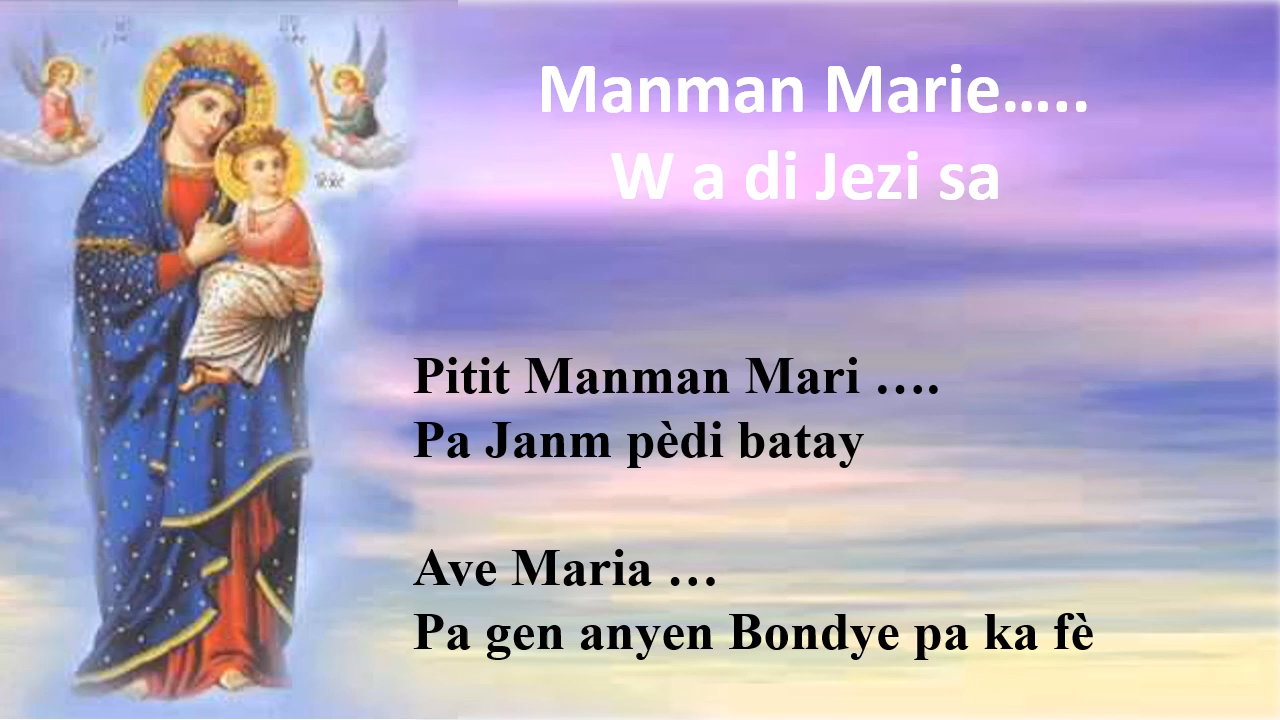 Manman Marie…..
W a di Jezi sa
Pitit Manman Mari ….
Pa Janm pèdi batay
Ave Maria …
Pa gen anyen Bondye pa ka fè